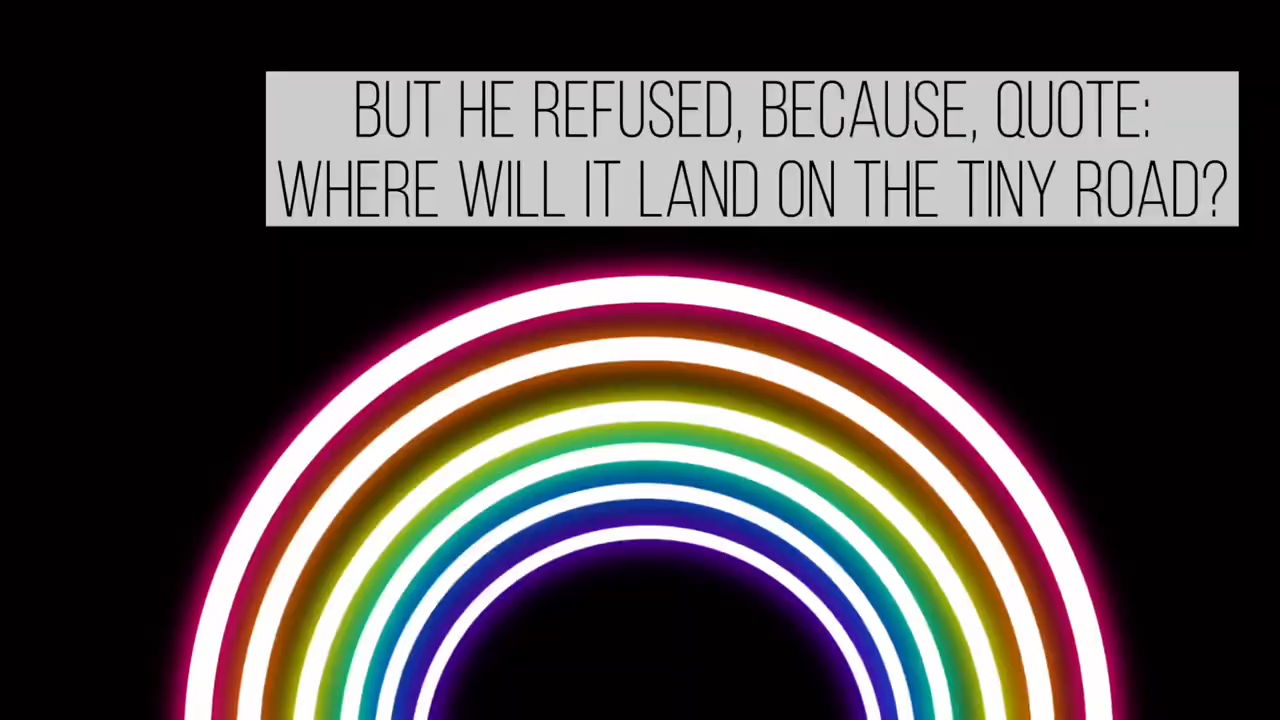 BUT HE REFUSED, BECAUSE, QUOTE:
WHERE WILL IT LAND ON THE TINY ROAD?